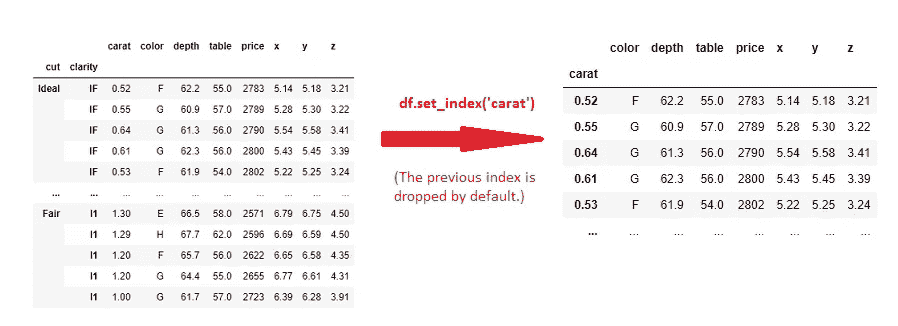 carat color depth table price x y z
cut clarity
Ideal IF 0.52 F 62.2 55.0 2783 5.14 5.18 3.21
IF 0.55 G 60.9 57.0 2789 5.28 5.30 3.22
IF 0.64 G 61.3 56.0 2790 5.54 5.58 3.41
IF 0.61 G 62.3 56.0 2800 5.43 5.45 3.39
IF 0.53 F 61.9 54.0 2802 5.22 5.25 3.24
... ... ... ... ... ... ... ... ... ...
Fair I1 1.30 E 66.5 58.0 2571 6.79 6.75 4.50
I1 1.29 H 67.7 62.0 2596 6.69 6.59 4.50
I1 1.20 F 65.7 56.0 2622 6.65 6.58 4.35
I1 1.20 G 64.4 55.0 2655 6.77 6.61 4.31
I1 1.00 G 61.7 57.0 2723 6.39 6.28 3.91
df.set_index('carat')
(The previous index is
dropped by default.)
color depth table price x y z
carat
0.52 F 62.2 55.0 2783 5.14 5.18 3.21
0.55 G 60.9 57.0 2789 5.28 5.30 3.22
0.64 G 61.3 56.0 2790 5.54 5.58 3.41
0.61 G 62.3 56.0 2800 5.43 5.45 3.39
0.53 F 61.9 54.0 2802 5.22 5.25 3.24
... ... ... ... ... ... ... ...